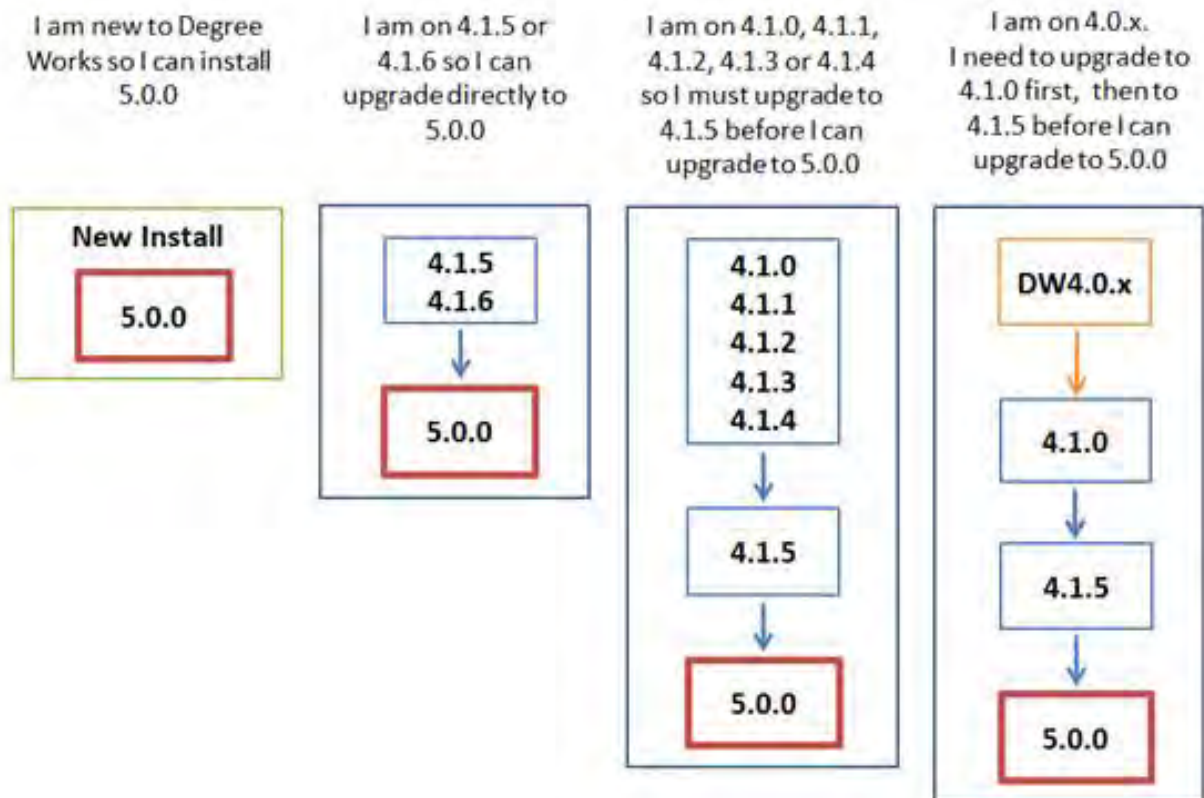 I am new to Degree
Works so I can install
5.0.0
I am on 4.1.5 or
4.1.6 so I can
upgrade directly to
5.0.0
I am on 4.1.0, 4.1.1,
4.1.2, 4.1.3 or 4.1.4
so I must upgrade to
4.1.5 before I can
upgrade to 5.0.0
I am on 4.0.x.
I need to upgrade to
4.1.0 first, then to
4.1.5 before I can
upgrade to 5.0.0
New Install
5.0.0
4.1.5
4.1.6
5.0.0
4.1.0
4.1.1
4.1.2
4.1.3
4.1.4
4.1.5
5.0.0
DW4.0.x
4.1.0
4.1.5
5.0.0